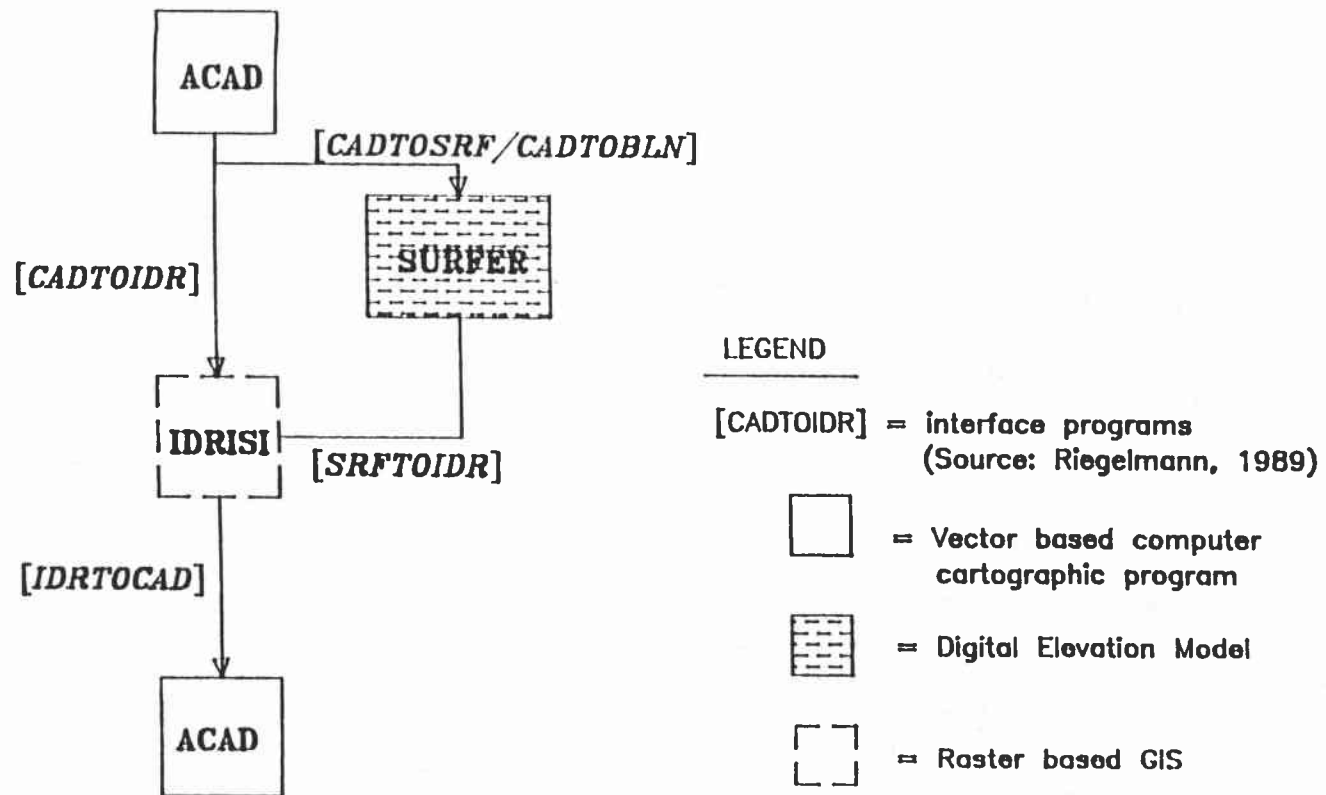 ACAD
[CADTOSRF/CADTOBLN]
SURFER
[CADTOIDR]
IDRISI
[SRFTOIDR]
[IDRTOCAD]
ACAD
LEGEND
[CADTOIDR] = interface programs
(Source: Riegelmann, 1989)
= Vector based computer
cartographic program
= Digital Elevation Model
= Raster based GIS